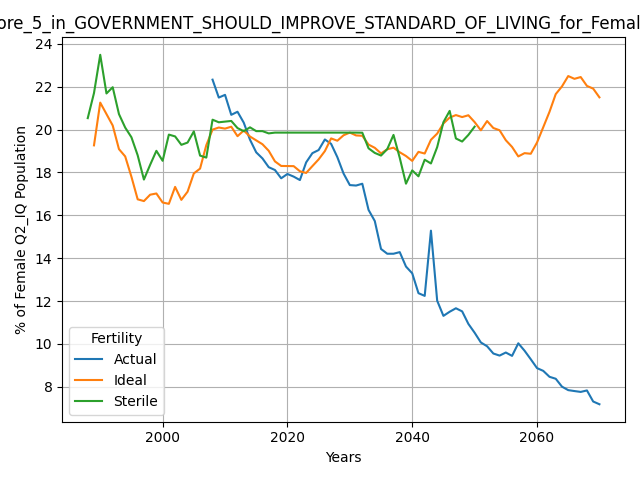 ore_5_in_GOVERNMENT_SHOULD_IMPROVE_STANDARD_OF_LIVING_for_Femal
24
22
20
18
16
14
12
10
8
% of Female Q2_IQ Population
Fertility
Actual
Ideal
Sterile
2000
2020
2040
2060
Years